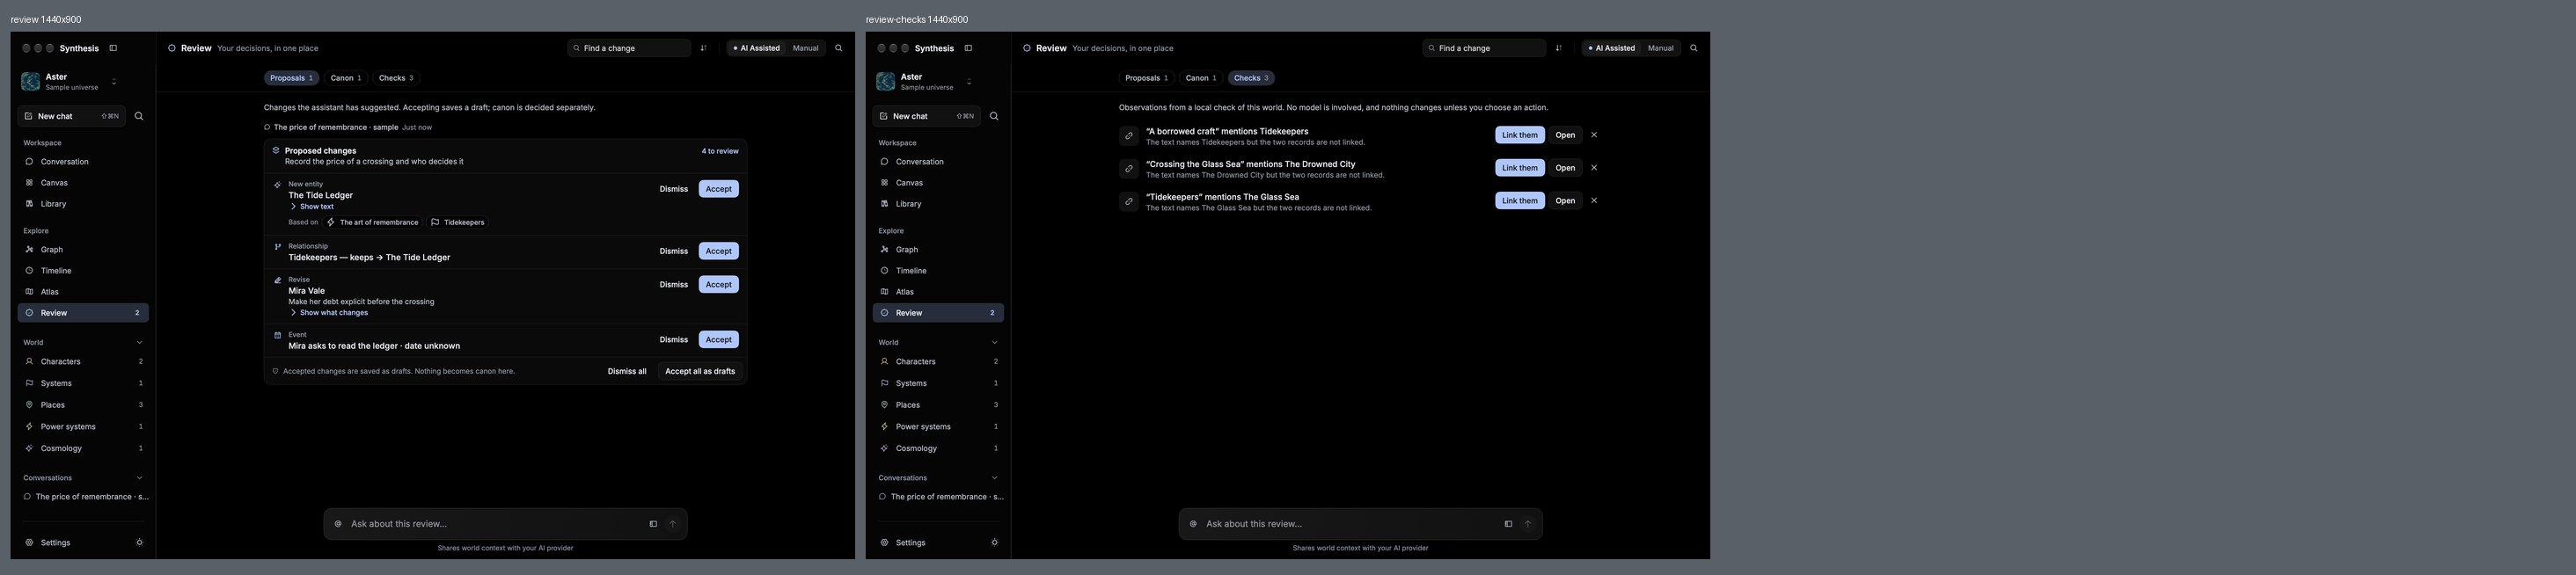 review 1440x900
Synthesis
Review Your decisions, in one place
Find a change
AI Assisted Manual
Aster
Sample universe
New chat ⇧⌘N
Workspace
Conversation
Canvas
Library
Explore
Graph
Timeline
Atlas
Review 2
World
Characters 2
Systems 1
Places 3
Power systems 1
Cosmology 1
Conversations
The price of remembrance · s...
Settings
Proposals 1 Canon 1 Checks 3
Changes the assistant has suggested. Accepting saves a draft; canon is decided separately.
The price of remembrance · sample Just now
Proposed changes 4 to review
Record the price of a crossing and who decides it
New entity
The Tide Ledger
Dismiss Accept
Show text
Based on The art of remembrance Tidekeepers
Relationship
Tidekeepers — keeps → The Tide Ledger
Dismiss Accept
Revise
Mira Vale
Dismiss Accept
Make her debt explicit before the crossing
Show what changes
Event
Mira asks to read the ledger · date unknown
Dismiss Accept
Accepted changes are saved as drafts. Nothing becomes canon here.
Dismiss all Accept all as drafts
@ Ask about this review...
Shares world context with your AI provider
review-checks 1440x900
Synthesis
Review Your decisions, in one place
Find a change
AI Assisted Manual
Aster
Sample universe
New chat ⇧⌘N
Workspace
Conversation
Canvas
Library
Explore
Graph
Timeline
Atlas
Review 2
World
Characters 2
Systems 1
Places 3
Power systems 1
Cosmology 1
Conversations
The price of remembrance · s...
Settings
Proposals 1 Canon 1 Checks 3
Observations from a local check of this world. No model is involved, and nothing changes unless you choose an action.
“A borrowed craft” mentions Tidekeepers
The text names Tidekeepers but the two records are not linked.
Link them Open
“Crossing the Glass Sea” mentions The Drowned City
The text names The Drowned City but the two records are not linked.
Link them Open
“Tidekeepers” mentions The Glass Sea
The text names The Glass Sea but the two records are not linked.
Link them Open
@ Ask about this review...
Shares world context with your AI provider